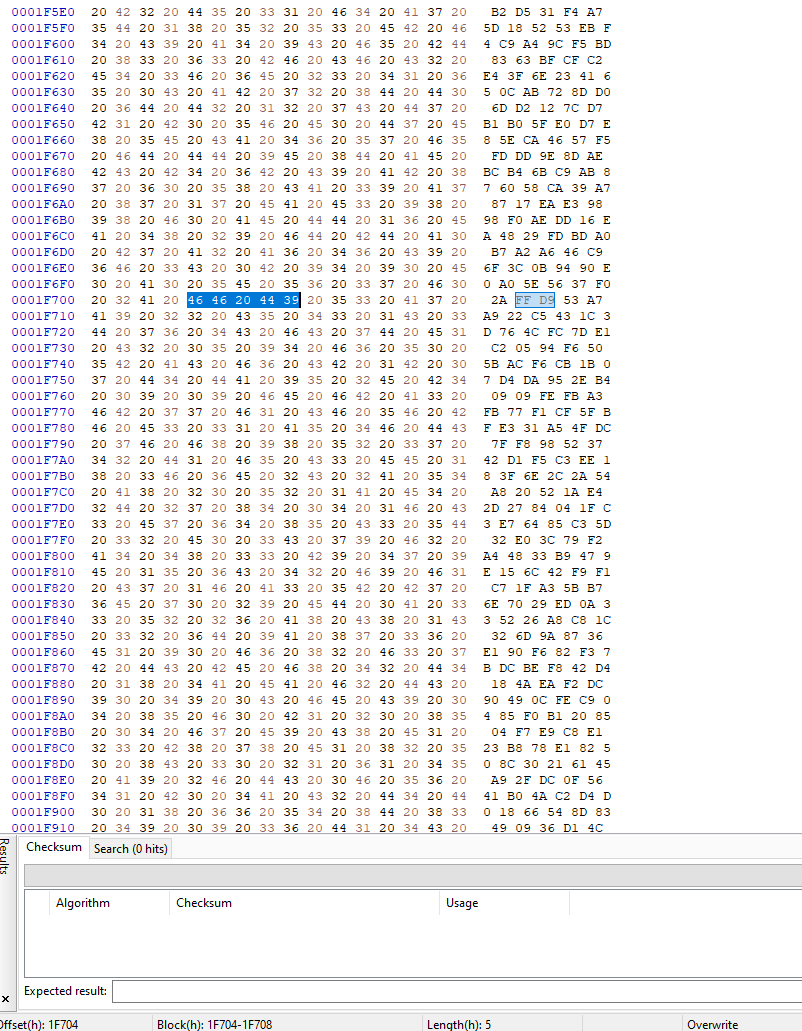 0001F5E0 20 42 32 20 44 35 20 33 31 20 46 34 20 41 37 20 B2 D5 31 F4 A7
0001F5F0 35 44 20 31 38 20 35 32 20 35 33 20 45 42 20 46 5D 18 52 53 EB F
0001F600 34 20 43 39 20 41 34 20 39 43 20 46 35 20 42 44 4 C9 A4 9C F5 BD
0001F610 20 38 33 20 36 33 20 42 46 20 43 46 20 43 32 20 83 63 BF CF C2
0001F620 45 34 20 33 46 20 36 45 20 32 33 20 34 31 20 36 E4 3F 6E 23 41 6
0001F630 35 20 30 43 20 41 42 20 37 32 20 38 44 20 44 30 5 0C AB 72 8D D0
0001F640 20 36 44 20 44 32 20 31 32 20 37 43 20 44 37 20 6D D2 12 7C D7
0001F650 42 31 20 42 30 20 35 46 20 45 30 20 44 37 20 45 B1 B0 5F E0 D7 E
0001F660 38 20 35 45 20 43 41 20 34 36 20 35 37 20 46 35 8 5E CA 46 57 F5
0001F670 20 46 44 20 44 44 20 39 45 20 38 44 20 41 45 20 FD DD 9E 8D AE
0001F680 42 43 20 42 34 20 36 42 20 43 39 20 41 42 20 38 BC B4 6B C9 AB 8
0001F690 37 20 36 30 20 35 38 20 43 41 20 33 39 20 41 37 7 60 58 CA 39 A7
0001F6A0 20 38 37 20 31 37 20 45 41 20 45 33 20 39 38 20 87 17 EA E3 98
0001F6B0 39 38 20 46 30 20 41 45 20 44 44 20 31 36 20 45 98 F0 AE DD 16 E
0001F6C0 41 20 34 38 20 32 39 20 46 44 20 42 44 20 41 30 A 48 29 FD BD A0
0001F6D0 20 42 37 20 41 32 20 41 36 20 34 36 20 43 39 20 B7 A2 A6 46 C9
0001F6E0 36 46 20 33 43 20 30 42 20 39 34 20 39 30 20 45 6F 3C 0B 94 90 E
0001F6F0 30 20 41 30 20 35 45 20 35 36 20 33 37 20 46 30 0 A0 5E 56 37 F0
0001F700 20 32 41 20 46 46 20 44 39 20 35 33 20 41 37 20 2A FF D9 53 A7
0001F710 41 39 20 32 32 20 43 35 20 34 33 20 31 43 20 33 A9 22 C5 43 1C 3
0001F720 44 20 37 36 20 34 43 20 46 43 20 37 44 20 45 31 D 76 4C FC 7D E1
0001F730 20 43 32 20 30 35 20 39 34 20 46 36 20 35 30 20 C2 05 94 F6 50
0001F740 35 42 20 41 43 20 46 36 20 43 42 20 31 42 20 30 5B AC F6 CB 1B 0
0001F750 37 20 44 34 20 44 41 20 39 35 20 32 45 20 42 34 7 D4 DA 95 2E B4
0001F760 20 30 39 20 30 39 20 46 45 20 46 42 20 41 33 20 09 09 FE FB A3
0001F770 46 42 20 37 37 20 46 31 20 43 46 20 35 46 20 42 FB 77 F1 CF 5F B
0001F780 46 20 45 33 20 33 31 20 41 35 20 34 46 20 44 43 F E3 31 A5 4F DC
0001F790 20 37 46 20 46 38 20 39 38 20 35 32 20 33 37 20 7F F8 98 52 37
0001F7A0 34 32 20 44 31 20 46 35 20 43 33 20 45 45 20 31 42 D1 F5 C3 EE 1
0001F7B0 38 20 33 46 20 36 45 20 32 43 20 32 41 20 35 34 8 3F 6E 2C 2A 54
0001F7C0 20 41 38 20 32 30 20 35 32 20 31 41 20 45 34 20 A8 20 52 1A E4
0001F7D0 32 44 20 32 37 20 38 34 20 30 34 20 31 46 20 43 2D 27 84 04 1F C
0001F7E0 33 20 45 37 20 36 34 20 38 35 20 43 33 20 35 44 3 E7 64 85 C3 5D
0001F7F0 20 33 32 20 45 30 20 33 43 20 37 39 20 46 32 20 32 E0 3C 79 F2
0001F800 41 34 20 34 38 20 33 33 20 42 39 20 34 37 20 39 A4 48 33 B9 47 9
0001F810 45 20 31 35 20 36 43 20 34 32 20 46 39 20 46 31 E 15 6C 42 F9 F1
0001F820 20 43 37 20 31 46 20 41 33 20 35 42 20 42 37 20 C7 1F A3 5B B7
0001F830 36 45 20 37 30 20 32 39 20 45 44 20 30 41 20 33 6E 70 29 ED 0A 3
0001F840 33 20 35 32 20 32 36 20 41 38 20 43 38 20 31 43 3 52 26 A8 C8 1C
0001F850 20 33 32 20 36 44 20 39 41 20 38 37 20 33 36 20 32 6D 9A 87 36
0001F860 45 31 20 39 30 20 46 36 20 38 32 20 46 33 20 37 E1 90 F6 82 F3 7
0001F870 42 20 44 43 20 42 45 20 46 38 20 34 32 20 44 34 B DC BE F8 42 D4
0001F880 20 31 38 20 34 41 20 45 41 20 46 32 20 44 43 20 18 4A EA F2 DC
0001F890 39 30 20 34 39 20 30 43 20 46 45 20 43 39 20 30 90 49 0C FE C9 0
0001F8A0 34 20 38 35 20 46 30 20 42 31 20 32 30 20 38 35 4 85 F0 B1 20 85
0001F8B0 20 30 34 20 46 37 20 45 39 20 43 38 20 45 31 20 04 F7 E9 C8 E1
0001F8C0 32 33 20 42 38 20 37 38 20 45 31 20 38 32 20 35 23 B8 78 E1 82 5
0001F8D0 30 20 38 43 20 33 30 20 32 31 20 36 31 20 34 35 0 8C 30 21 61 45
0001F8E0 20 41 39 20 32 46 20 44 43 20 30 46 20 35 36 20 A9 2F DC 0F 56
0001F8F0 34 31 20 42 30 20 34 41 20 43 32 20 44 34 20 44 41 B0 4A C2 D4 D
0001F900 30 20 31 38 20 36 36 20 35 34 20 38 44 20 38 33 0 18 66 54 8D 83
0001F910 20 34 39 20 30 39 20 33 36 20 44 31 20 34 43 20 49 09 36 D1 4C
Results
Checksum Search (0 hits)
Algorithm Checksum Usage
Expected result:
Offset(h): 1F704 Block(h): 1F704-1F708 Length(h): 5 Overwrite